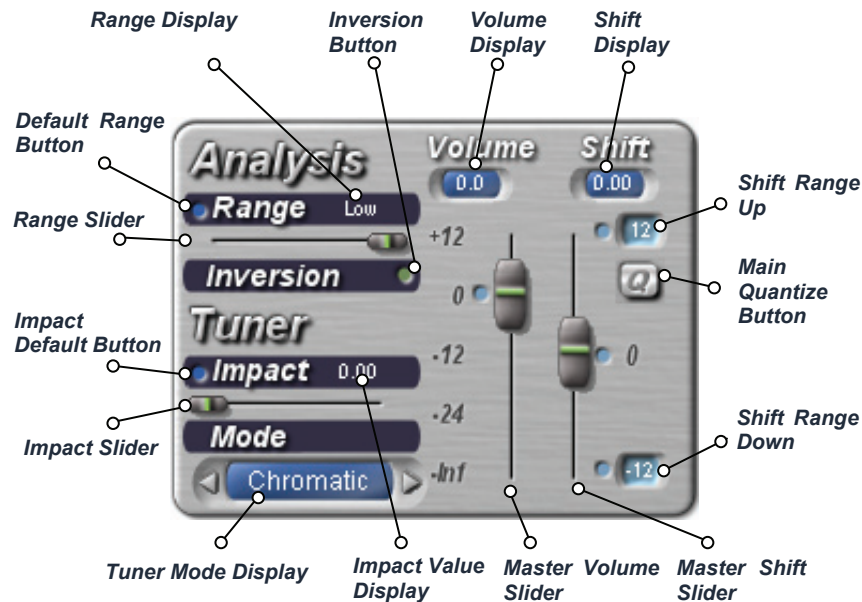 Range Display
Inversion
Button
Volume
Display
Shift
Display
Default Range
Button
Range Slider
Impact
Default Button
Impact Slider
Analysis
Range Low
Inversion
Tuner
Impact 0.00
Mode
Chromatic
Volume
0.0
+12
0
-12
-24
-Inf
Shift
0.00
12
Q
0
-12
Shift Range
Up
Main
Quantize
Button
Shift Range
Down
Tuner Mode Display
Impact Value
Display
Master Volume
Slider
Master Shift
Slider